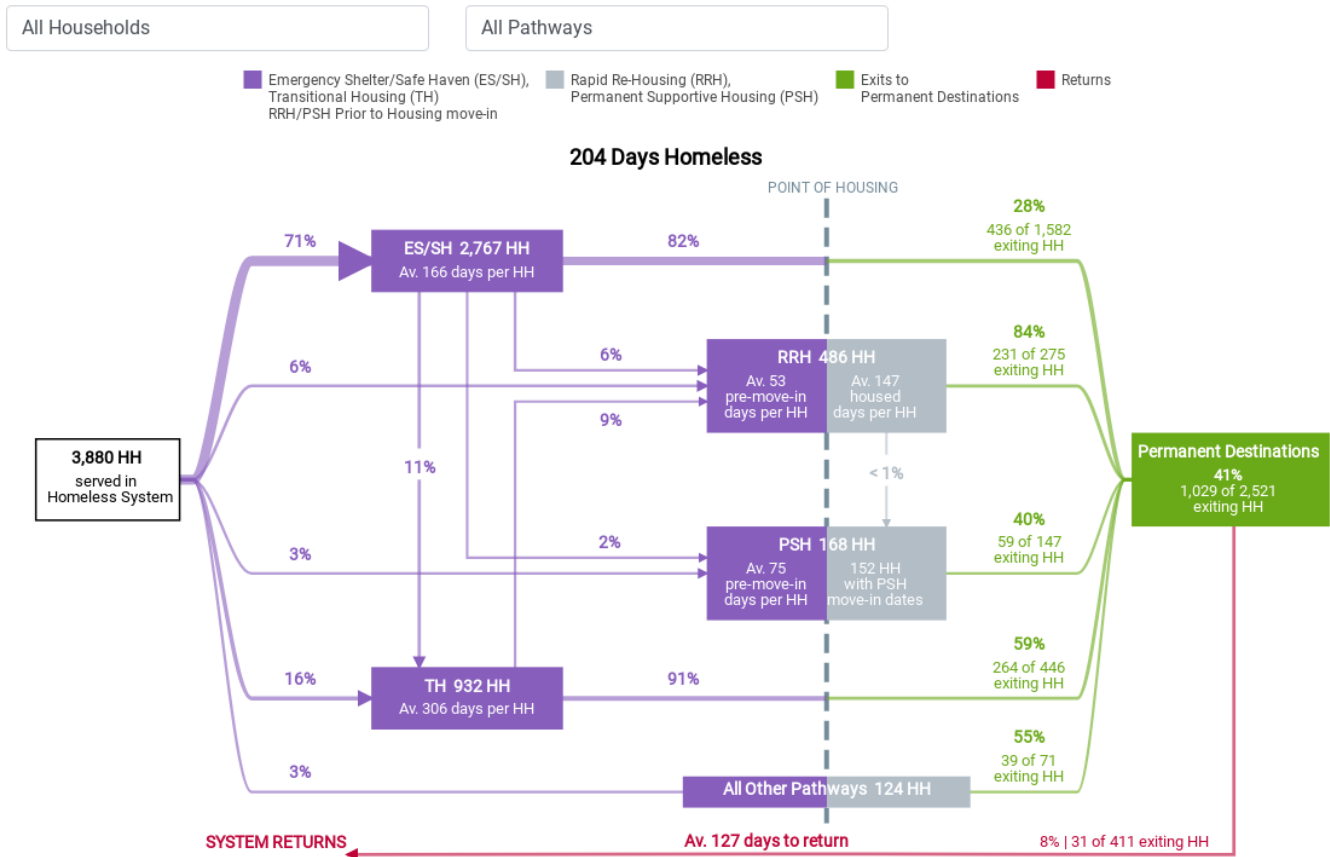 All Households
All Pathways
Emergency Shelter/Safe Haven (ES/SH),
Transitional Housing (TH)
RRH/PSH Prior to Housing move-in
Rapid Re-Housing (RRH),
Permanent Supportive Housing (PSH)
Exits to
Permanent Destinations
Returns
204 Days Homeless
POINT OF HOUSING
71%
ES/SH 2,767 HH
Av. 166 days per HH
82%
28%
436 of 1,582
exiting HH
6%
6%
9%
RRH 486 HH
Av. 53
pre-move-in
days per HH
Av. 147
housed
days per HH
84%
231 of 275
exiting HH
3,880 HH
served in
Homeless System
11%
< 1%
Permanent Destinations
41%
1,029 of 2,521
exiting HH
3%
2%
PSH 168 HH
Av. 75
pre-move-in
days per HH
152 HH
with PSH
move-in dates
40%
59 of 147
exiting HH
16%
TH 932 HH
Av. 306 days per HH
91%
59%
264 of 446
exiting HH
3%
All Other Pathways 124 HH
55%
39 of 71
exiting HH
SYSTEM RETURNS
Av. 127 days to return
8% | 31 of 411 exiting HH